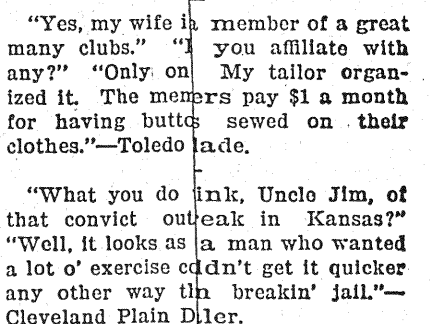 "Yes, my wife i member of a great
many clubs." "I you affiliate with
any?" "Only on My tailor organ-
ized it. The memers pay $1 a month
for having butto sewed on their
clothes."—Toledo lade.
"What you do ink, Uncle Jim, of
that convict outeak in Kansas?"
"Well, it looks as a man who wanted
a lot o' exercise cdn't get it quicker
any other way th n breakin' jail."—
Cleveland Plain Dler.